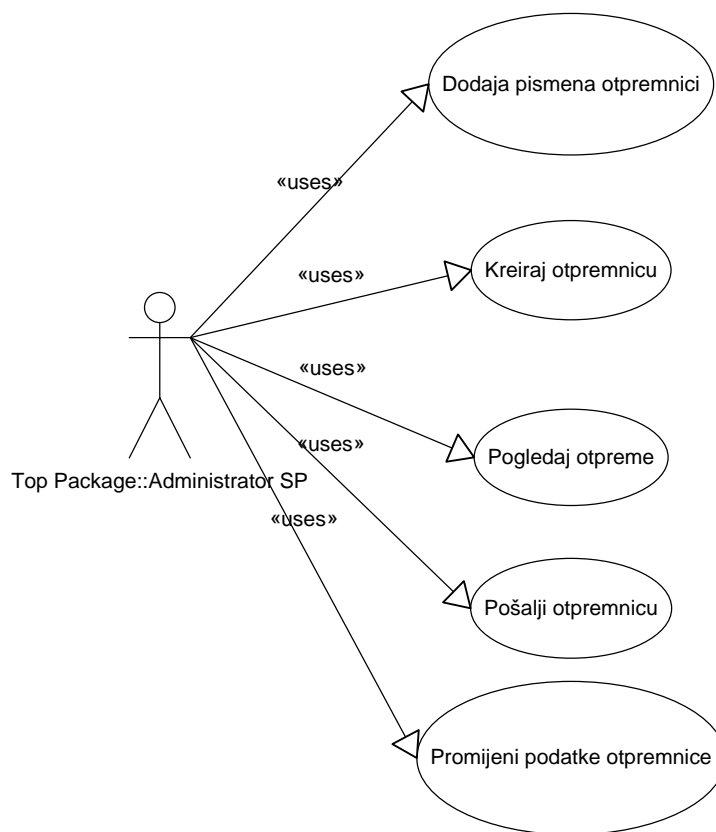 Dodaja pismena otpremnici
«uses»
«uses»
Kreiraj otpremnicu
«uses»
Pogledaj otpreme
«uses»
Top Package::Administrator SP
«uses»
Pošalji otpremnicu
Promijeni podatke otpremnice